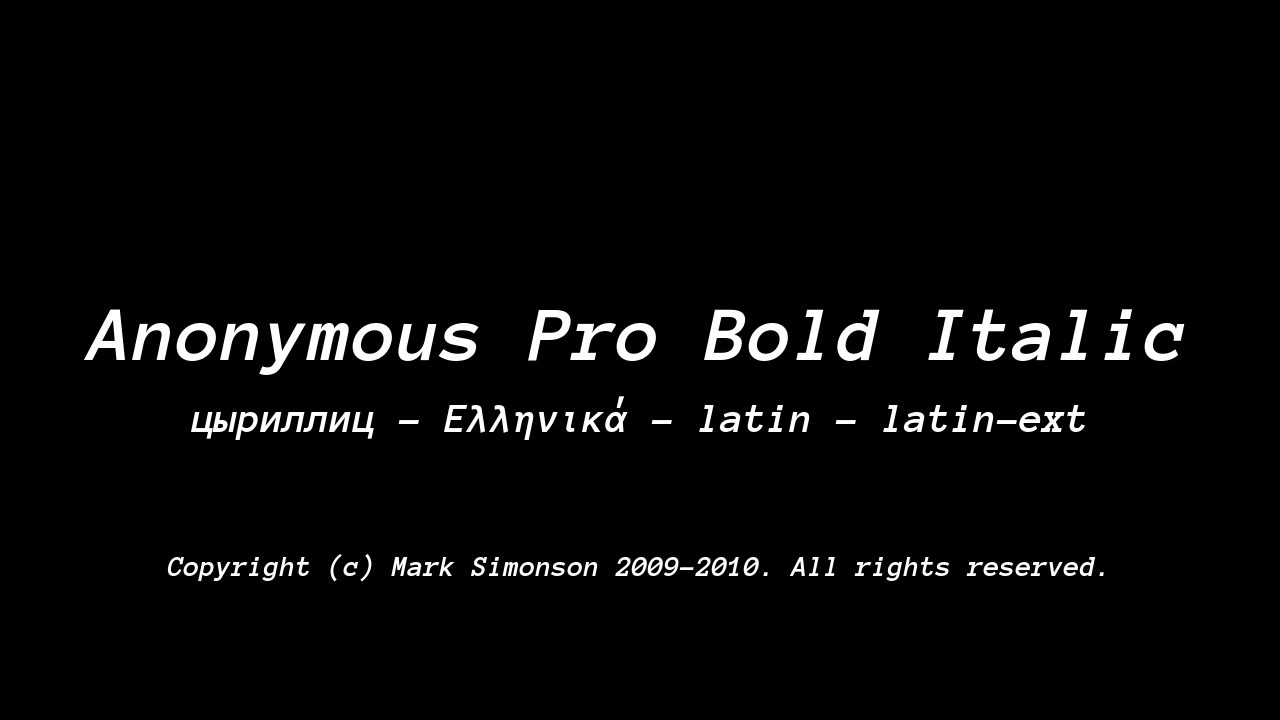 Anonymous Pro Bold Italic
цыриллиц - Ελληνικά - latin - latin-ext
Copyright (c) Mark Simonson 2009-2010. All rights reserved.